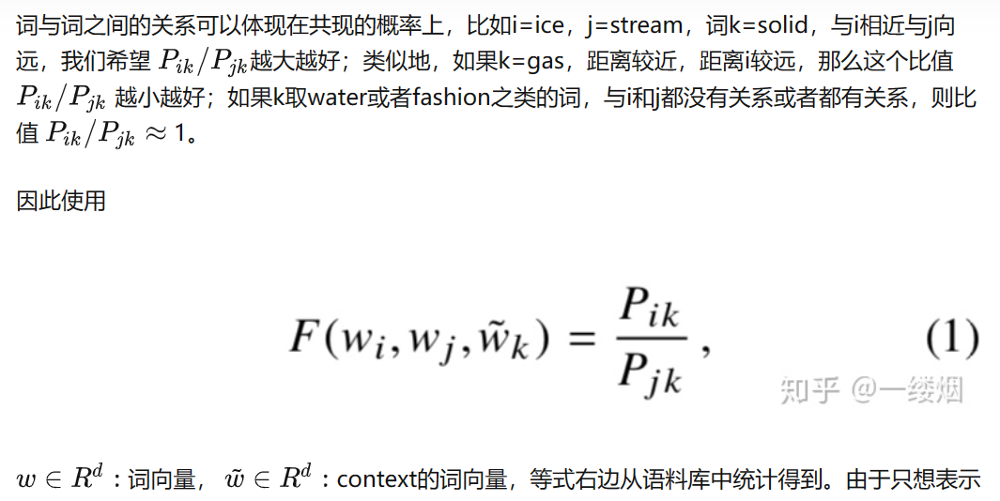 词与词之间的关系可以体现在共现的概率上，比如i=ice，j=stream，词k=solid，与i相近与j向
远，我们希望 P_{ik}/P_{jk}越大越好；类似地，如果k=gas，距离较近，距离i较远，那么这个比值
P_{ik}/P_{jk} 越小越好；如果k取water或者fashion之类的词，与i和j都没有关系或者都有关系，则比
值 P_{ik}/P_{jk} ≈ 1。
因此使用
F(w_i, w_j, w̃_k) = \frac{P_{ik}}{P_{jk}}, (1)
知乎 @一缕烟
w ∈ R^d：词向量， w̃ ∈ R^d：context的词向量，等式右边从语料库中统计得到。由于只想表示